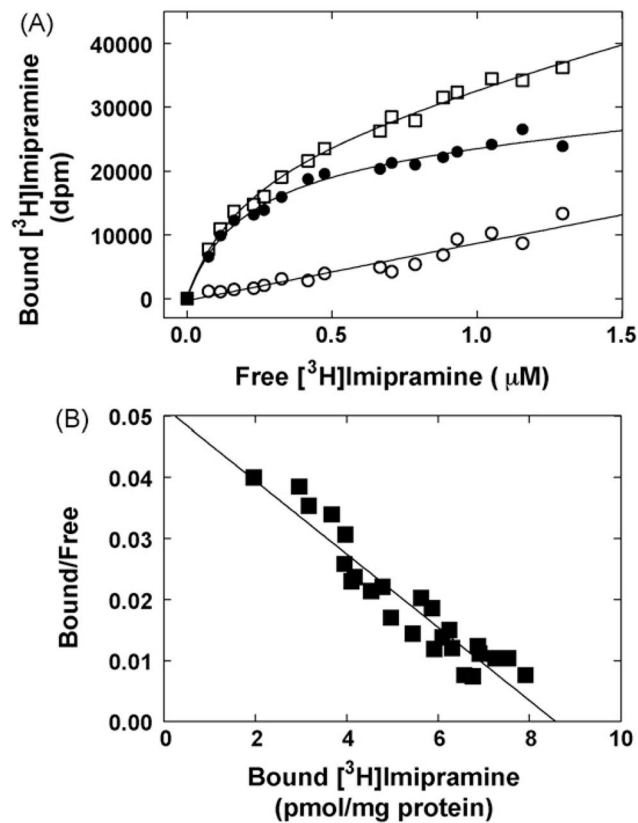 (A)
Bound [³H]Imipramine
(dpm)
40000
30000
20000
10000
0
0.0 0.5 1.0 1.5
Free [³H]Imipramine ( μM)
(B)
Bound/Free
0.05
0.04
0.03
0.02
0.01
0.00
0 2 4 6 8 10
Bound [³H]Imipramine
(pmol/mg protein)